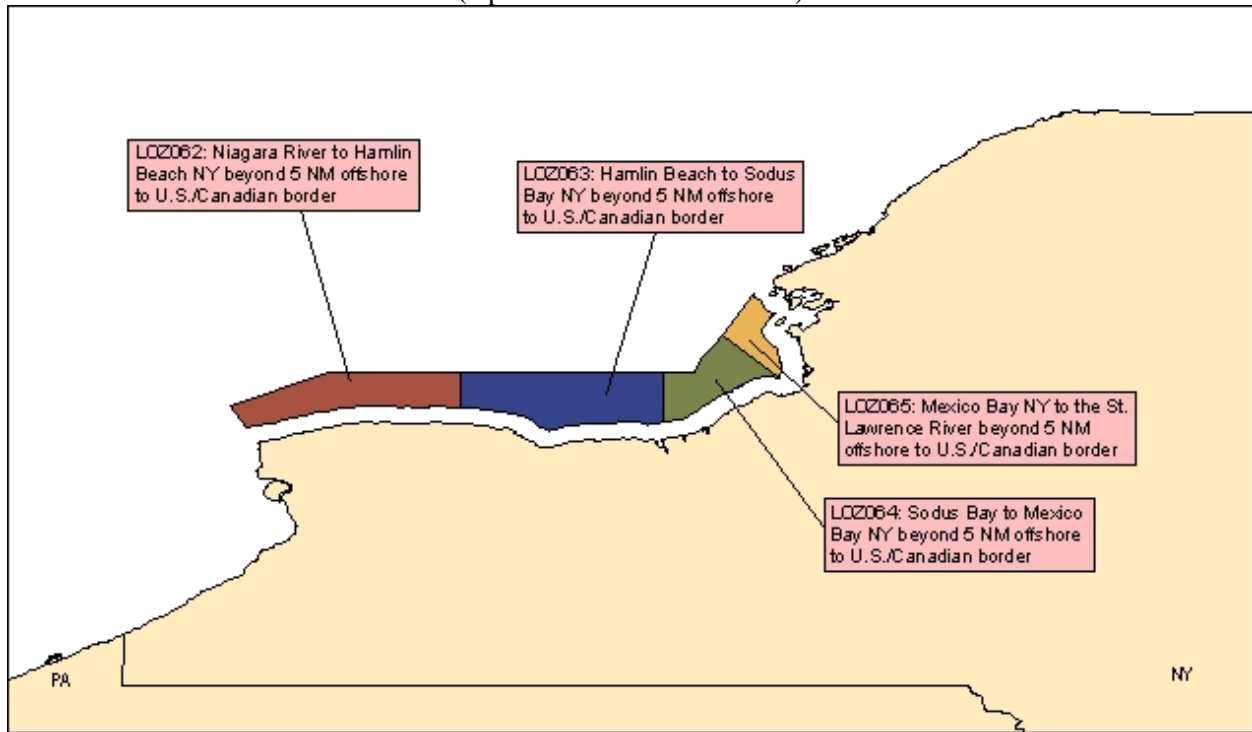 LOZ062: Niagara River to Hamlin
Beach NY beyond 5 NM offshore
to U.S./Canadian border
LOZ063: Hamlin Beach to Sodus
Bay NY beyond 5 NM offshore
to U.S./Canadian border
LOZ065: Mexico Bay NY to the St.
Lawrence River beyond 5 NM
offshore to U.S./Canadian border
LOZ064: Sodus Bay to Mexico
Bay NY beyond 5 NM offshore
to U.S./Canadian border
PA
NY